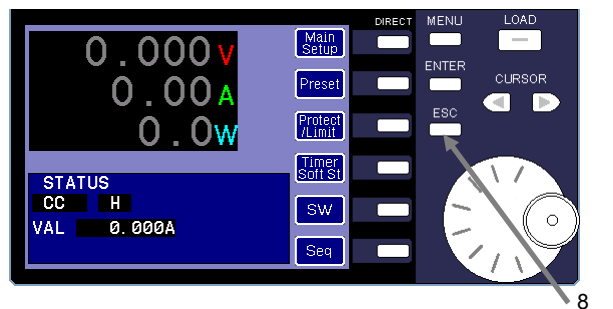 DIRECT MENU LOAD
0.000V
0.00A
0.0W
Main
Setup
Preset
Protect
/Limit
Timer
Soft St
SW
Seq
ENTER
CURSOR
ESC
STATUS
CC H
VAL 0.000A
8